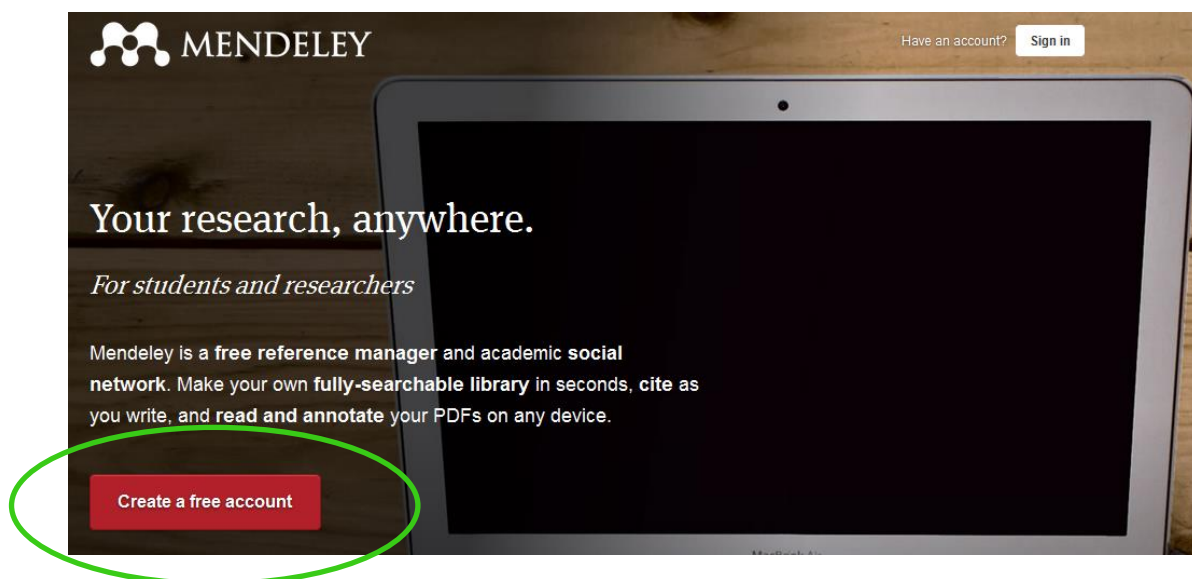 MENDELEY
Have an account? Sign in
Your research, anywhere.
For students and researchers
Mendeley is a free reference manager and academic social
network. Make your own fully-searchable library in seconds, cite as
you write, and read and annotate your PDFs on any device.
Create a free account